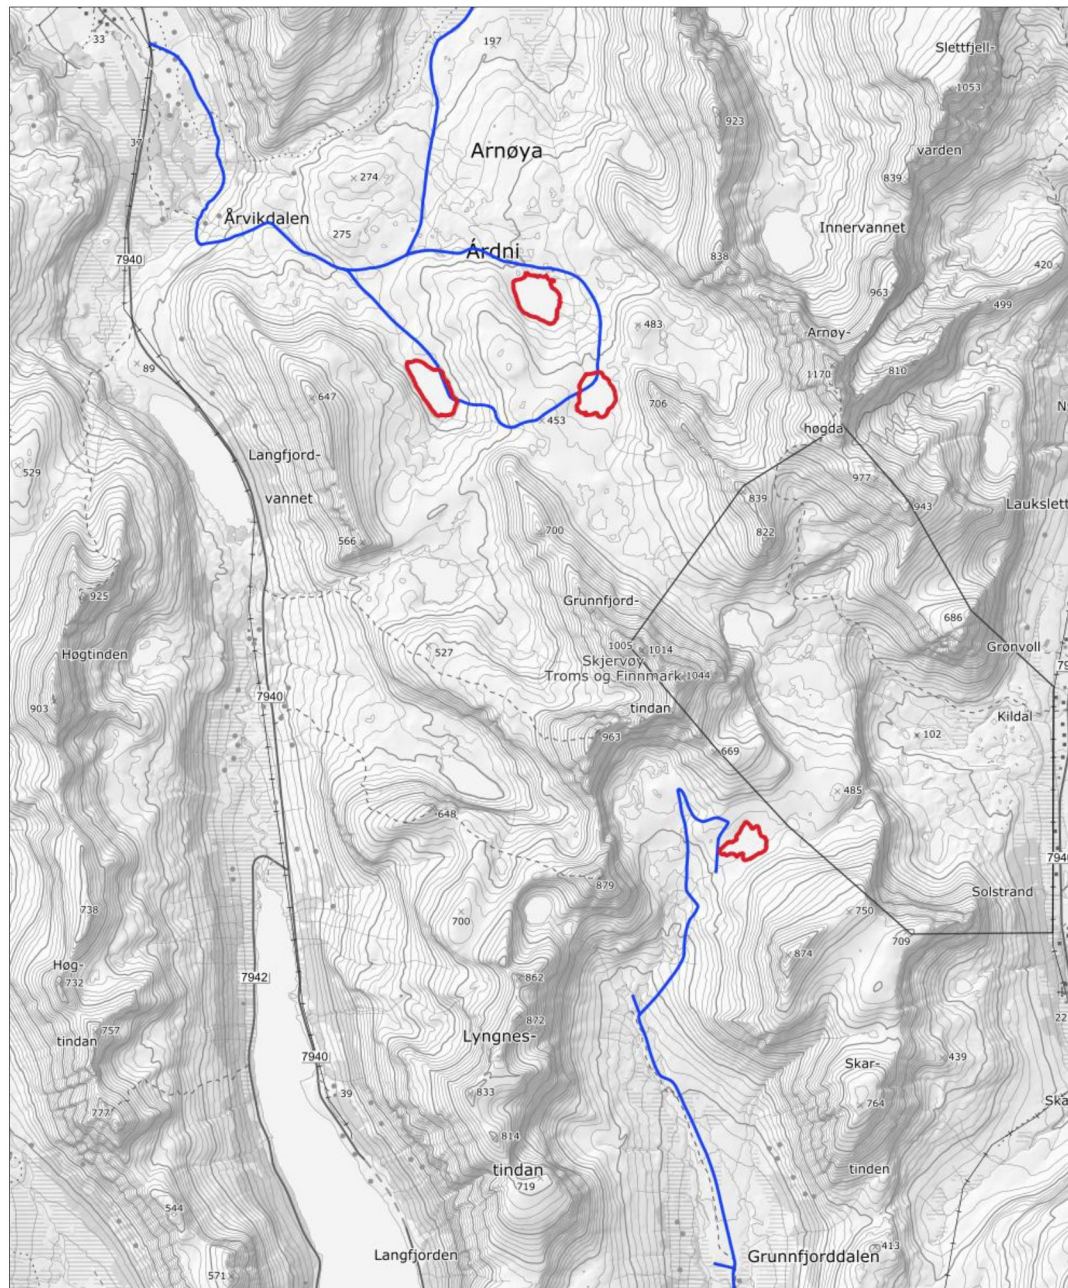 33
197
Slettfjell-
1053
923
37
Arnøya
varden
274
839
Årvikdalen
Innervannet
275
Árdni
838
7940
420
963
499
483
Arnøy-
89
1170
810
647
706
453
høgda
Langfjord-
977
529
839
vannet
943
Laukslett
822
700
566
925
Grunnfjord-
686
1005
1014
Grønvoll
527
Høgtinden
Skjervøy
Troms og Finnmark
1044
7940
903
tindan
Kildal
963
102
669
485
648
7940
879
Solstrand
738
700
750
709
874
Høg-
7942
862
732
872
757
Lyngnes-
tindan
7940
439
Skar-
833
39
764
777
814
tindan
tinden
719
544
413
Langfjorden
Grunnfjorddalen
571